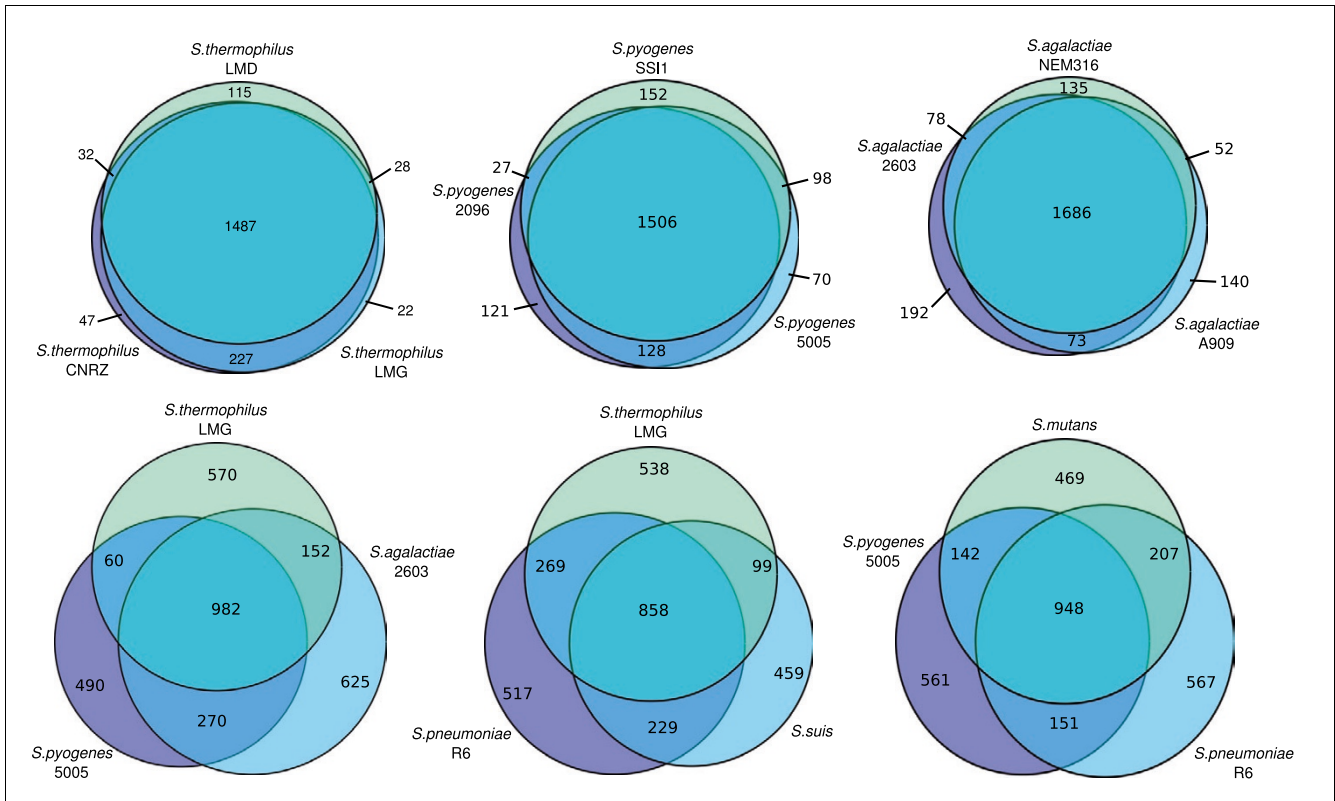 S.thermophilus
LMD
115
32
28
1487
47
22
227
S.thermophilus
CNRZ
S.thermophilus
LMG
S.pyogenes
SSI1
152
27
98
S.pyogenes
2096
1506
70
121
128
S.pyogenes
5005
S.agalactiae
NEM316
135
78
52
S.agalactiae
2603
1686
140
192
73
S.agalactiae
A909
S.thermophilus
LMG
570
60
152
S.agalactiae
2603
982
490
625
270
S.pyogenes
5005
S.thermophilus
LMG
538
269
99
858
517
459
229
S.pneumoniae
R6
S.suis
S.mutans
469
S.pyogenes
5005
142
207
948
561
567
151
S.pneumoniae
R6